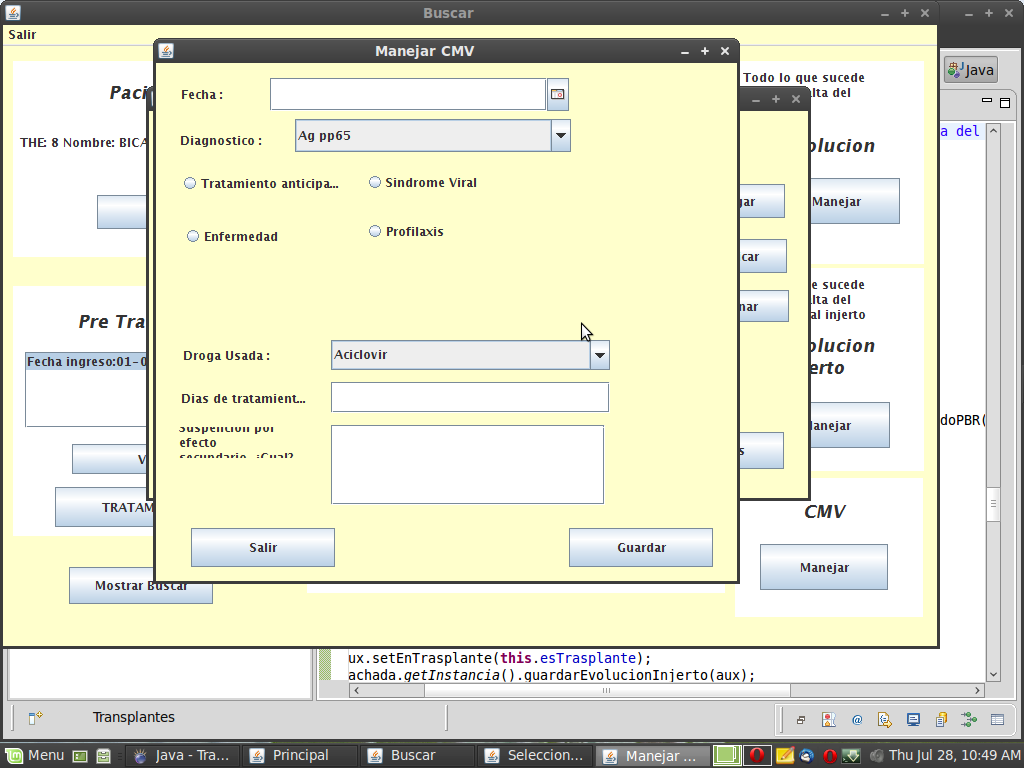 Buscar
Salir
Manejar CMV
Java
Todo lo que sucede
lta del
Paci
Fecha :
a del
THE: 8 Nombre: BICA
Diagnostico :
Ag pp65
olucion
Tratamiento anticipa...
Sindrome Viral
Manejar
Enfermedad
Profilaxis
car
e sucede
lta del
al injerto
nar
Pre Tra
olucion
erto
Fecha ingreso:01-0
Droga Usada :
Aciclovir
Dias de tratamient...
doPBR(
anejar
Suspencion por
efecto
secundario. ¿Cual?
V
s
TRATAM
CMV
Salir
Guardar
Manejar
Mostrar Buscar
ux.setEnTrasplante(this.esTrasplante);
achada.getInstancia().guardarEvolucionInjerto(aux);
Transplantes
Menu
Java - Tra...
Principal
Buscar
Seleccion...
Manejar ...
Thu Jul 28, 10:49 AM